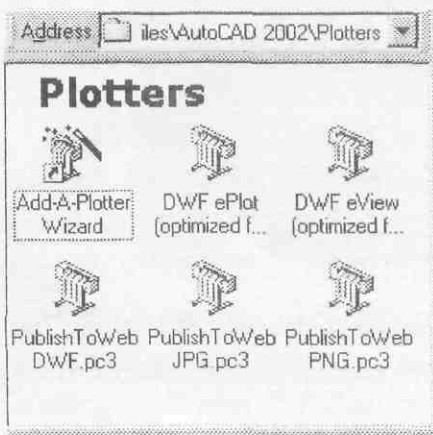 Address iles\AutoCAD 2002\Plotters
Plotters
Add-A-Plotter Wizard
DWF ePlot (optimized f...
DWF eView (optimized f...
PublishToWeb DWF.pc3
PublishToWeb JPG.pc3
PublishToWeb PNG.pc3